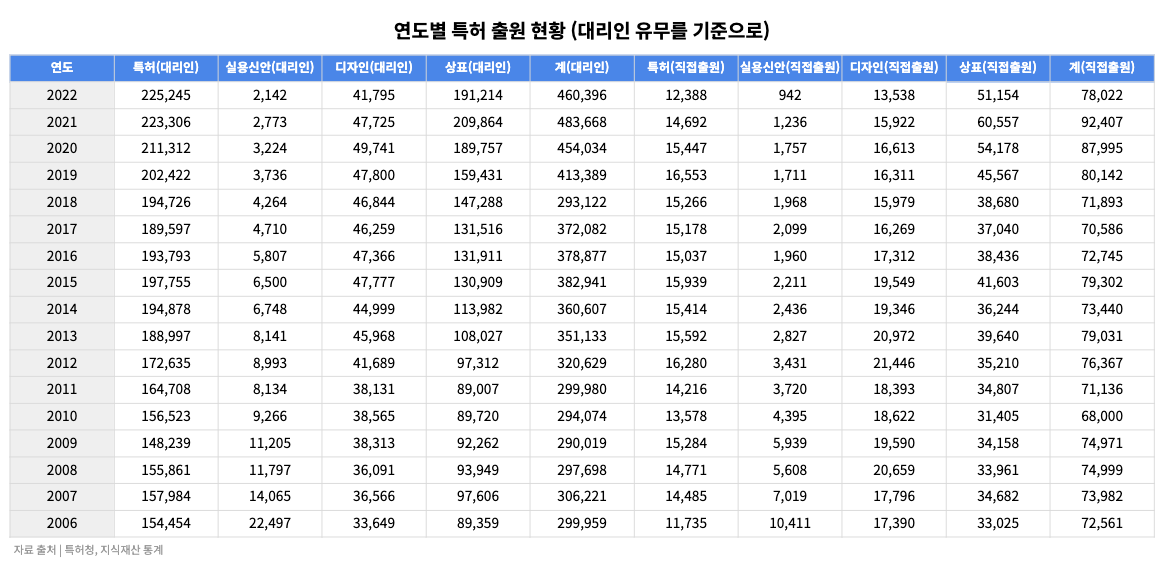 연도별 특허 출원 현황 (대리인 유무를 기준으로)
연도 특허(대리인) 실용신안(대리인) 디자인(대리인) 상표(대리인) 계(대리인) 특허(직접출원) 실용신안(직접출원) 디자인(직접출원) 상표(직접출원) 계(직접출원)
2022 225,245 2,142 41,795 191,214 460,396 12,388 942 13,538 51,154 78,022
2021 223,306 2,773 47,725 209,864 483,668 14,692 1,236 15,922 60,557 92,407
2020 211,312 3,224 49,741 189,757 454,034 15,447 1,757 16,613 54,178 87,995
2019 202,422 3,736 47,800 159,431 413,389 16,553 1,711 16,311 45,567 80,142
2018 194,726 4,264 46,844 147,288 293,122 15,266 1,968 15,979 38,680 71,893
2017 189,597 4,710 46,259 131,516 372,082 15,178 2,099 16,269 37,040 70,586
2016 193,793 5,807 47,366 131,911 378,877 15,037 1,960 17,312 38,436 72,745
2015 197,755 6,500 47,777 130,909 382,941 15,939 2,211 19,549 41,603 79,302
2014 194,878 6,748 44,999 113,982 360,607 15,414 2,436 19,346 36,244 73,440
2013 188,997 8,141 45,968 108,027 351,133 15,592 2,827 20,972 39,640 79,031
2012 172,635 8,993 41,689 97,312 320,629 16,280 3,431 21,446 35,210 76,367
2011 164,708 8,134 38,131 89,007 299,980 14,216 3,720 18,393 34,807 71,136
2010 156,523 9,266 38,565 89,720 294,074 13,578 4,395 18,622 31,405 68,000
2009 148,239 11,205 38,313 92,262 290,019 15,284 5,939 19,590 34,158 74,971
2008 155,861 11,797 36,091 93,949 297,698 14,771 5,608 20,659 33,961 74,999
2007 157,984 14,065 36,566 97,606 306,221 14,485 7,019 17,796 34,682 73,982
2006 154,454 22,497 33,649 89,359 299,959 11,735 10,411 17,390 33,025 72,561
자료 출처 | 특허청, 지식재산 통계